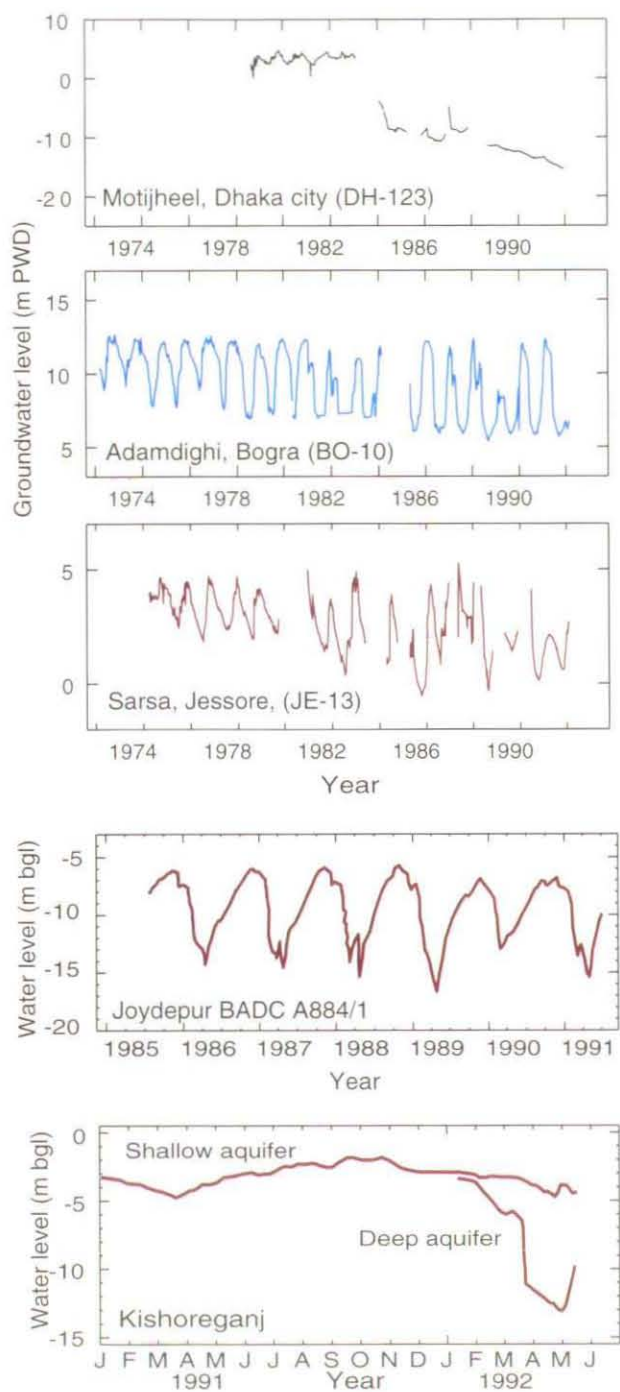 10
0
-10
-20
Motijheel, Dhaka city (DH-123)
1974 1978 1982 1986 1990
Groundwater level (m PWD)
15
10
5
Adamdighi, Bogra (BO-10)
1974 1978 1982 1986 1990
5
0
Sarsa, Jessore, (JE-13)
1974 1978 1982 1986 1990
Year
Water level (m bgl)
-5
-10
-15
-20
Joydepur BADC A884/1
1985 1986 1987 1988 1989 1990 1991
Year
Water level (m bgl)
0
-5
-10
-15
Shallow aquifer
Deep aquifer
Kishoreganj
J F M A M J J A S O N D J F M A M J
1991 Year 1992